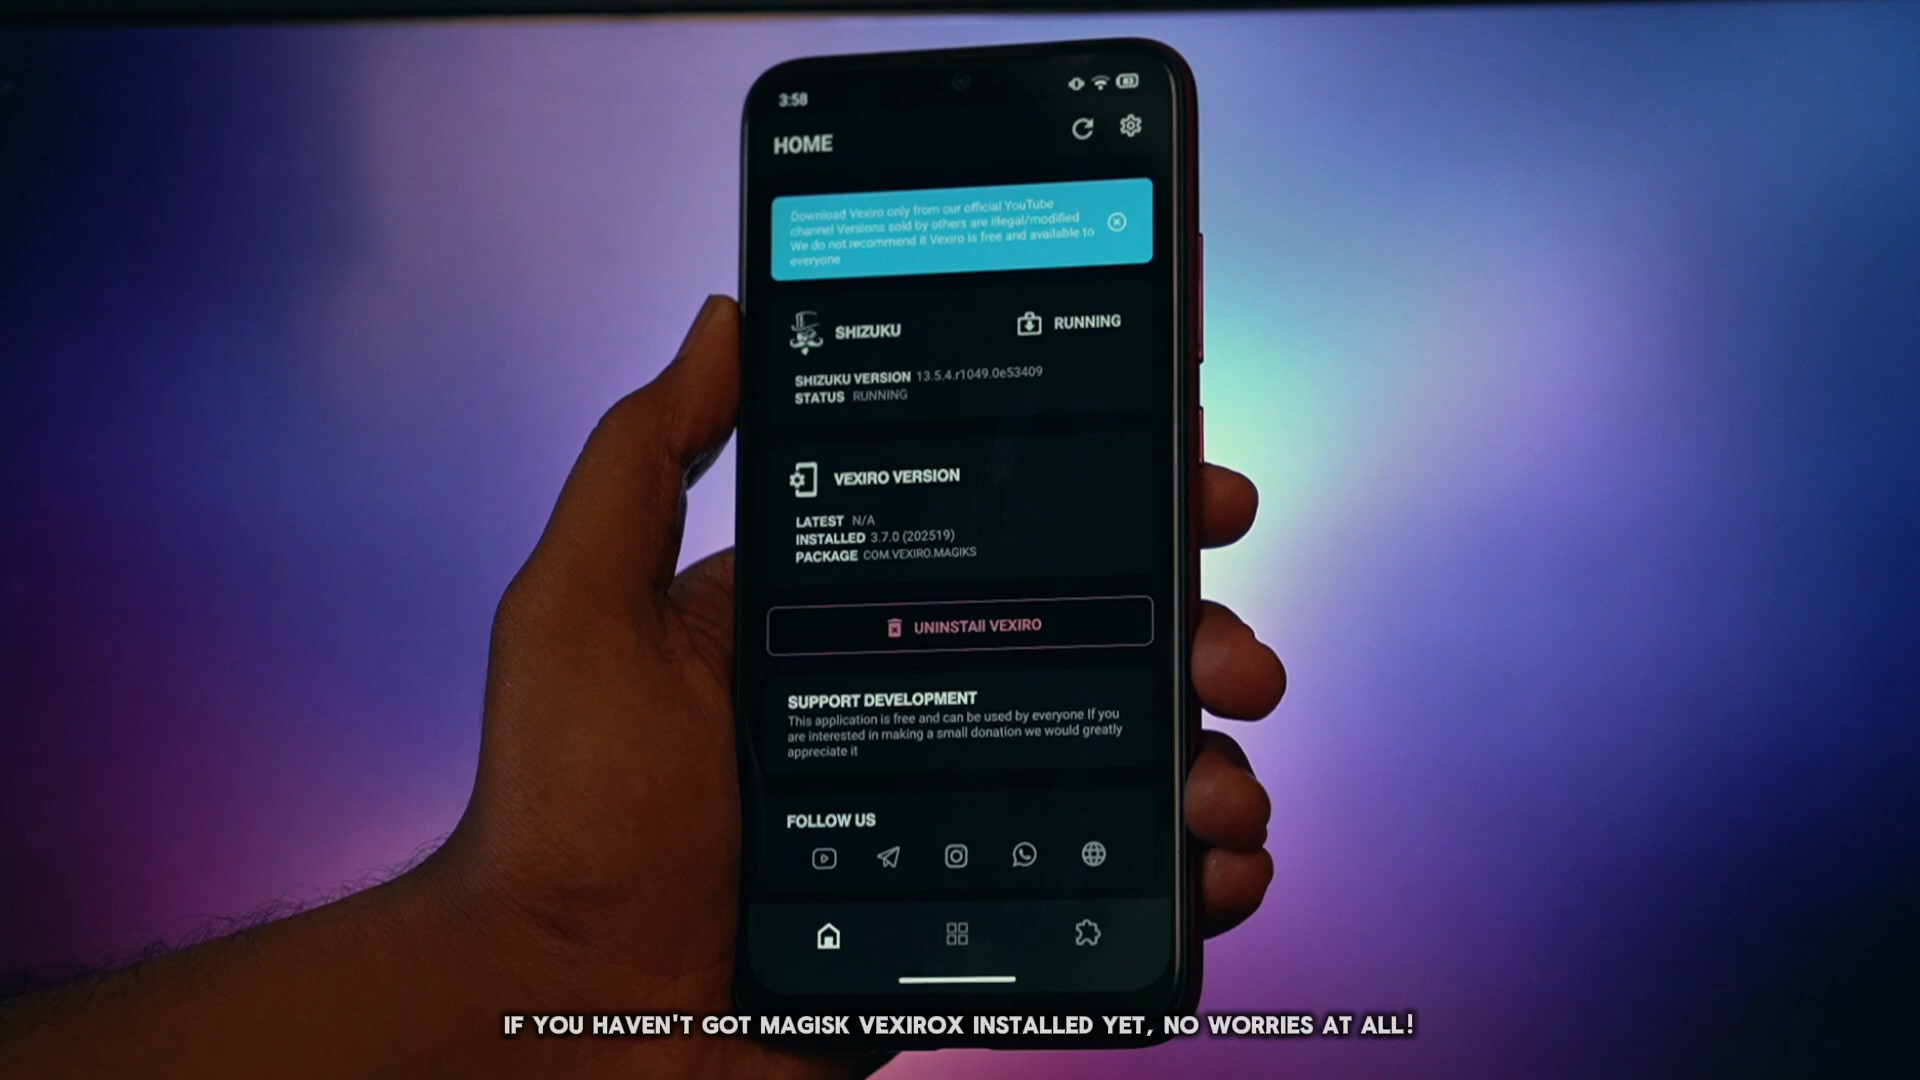 3:58
83
HOME
Download Vexiro only from our official YouTube
channel Versions sold by others are illegal/modified
We do not recommend it Vexiro is free and available to
everyone
SHIZUKU
RUNNING
SHIZUKU VERSION 13.5.4.r1049.0e53409
STATUS RUNNING
VEXIRO VERSION
LATEST N/A
INSTALLED 3.7.0 (202519)
PACKAGE COM.VEXIRO.MAGIKS
UNINSTAll VEXIRO
SUPPORT DEVELOPMENT
This application is free and can be used by everyone If you
are interested in making a small donation we would greatly
appreciate it
FOLLOW US
IF YOU HAVEN'T GOT MAGISK VEXIROX INSTALLED YET, NO WORRIES AT ALL!